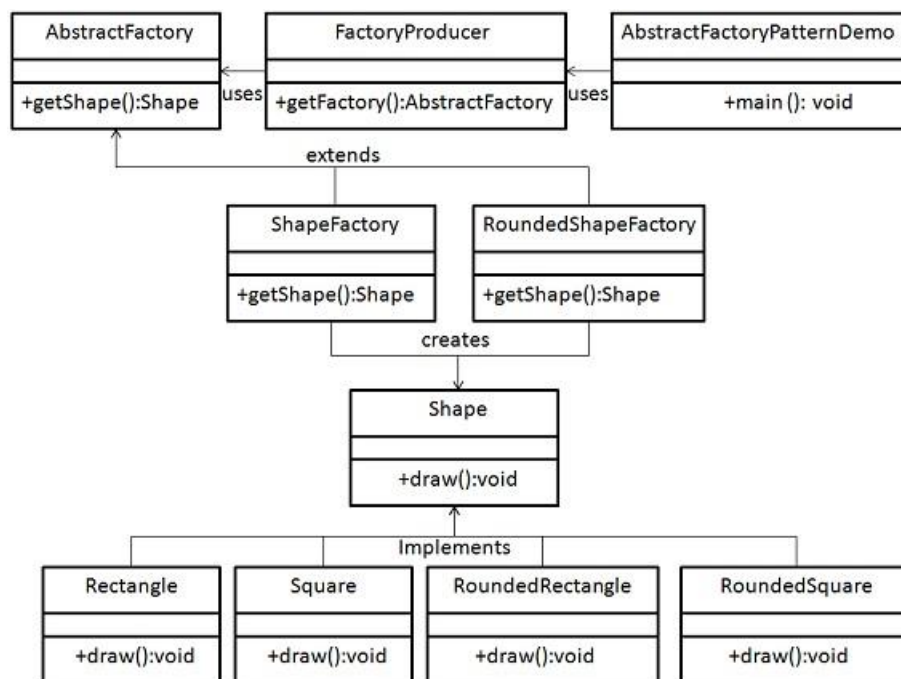 AbstractFactory
+getShape():Shape
uses
FactoryProducer
+getFactory():AbstractFactory
uses
AbstractFactoryPatternDemo
+main (): void
extends
ShapeFactory
+getShape():Shape
RoundedShapeFactory
+getShape():Shape
creates
Shape
+draw():void
Implements
Rectangle
+draw():void
Square
+draw():void
RoundedRectangle
+draw():void
RoundedSquare
+draw():void